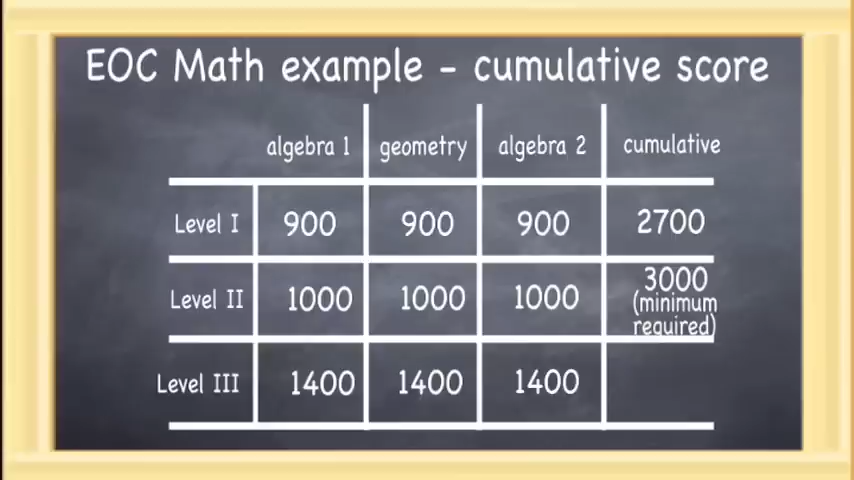 EOC Math example - cumulative score
algebra 1 geometry algebra 2 cumulative
Level I 900 900 900 2700
Level II 1000 1000 1000 3000
(minimum
required)
Level III 1400 1400 1400